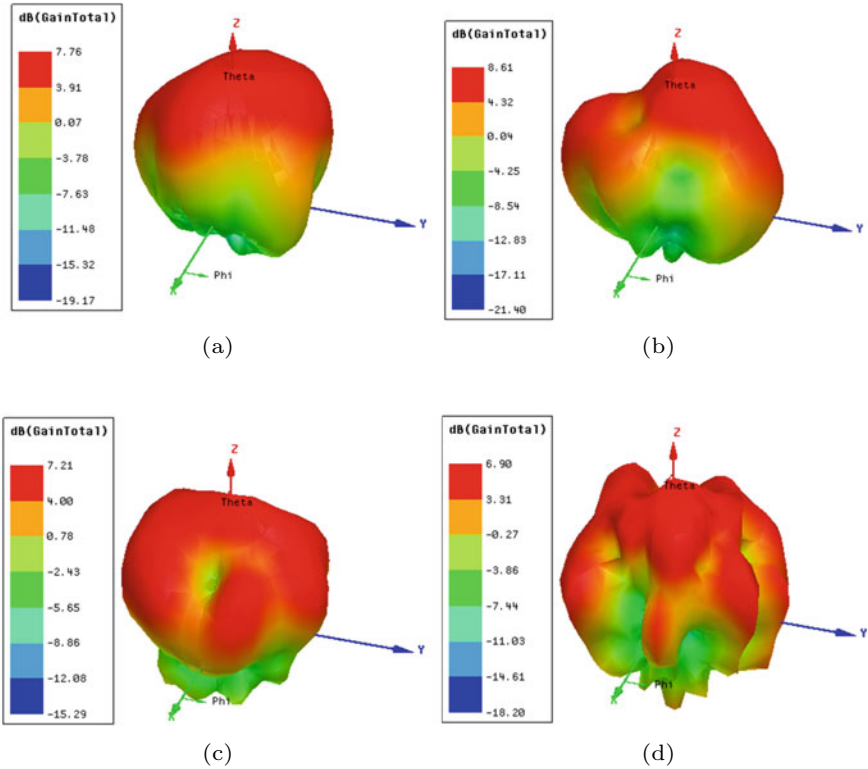 dB(GainTotal)
7.76
3.91
0.07
-3.78
-7.63
-11.48
-15.32
-19.17
Z
Theta
Y
X
Phi
(a)
dB(GainTotal)
8.61
4.32
0.04
-4.25
-8.54
-12.83
-17.11
-21.40
Z
Theta
Y
X
Phi
(b)
dB(GainTotal)
7.21
4.00
0.78
-2.43
-5.65
-8.86
-12.08
-15.29
Z
Theta
Y
X
Phi
(c)
dB(GainTotal)
6.90
3.31
-0.27
-3.86
-7.44
-11.03
-14.61
-18.20
Z
Theta
Y
X
Phi
(d)